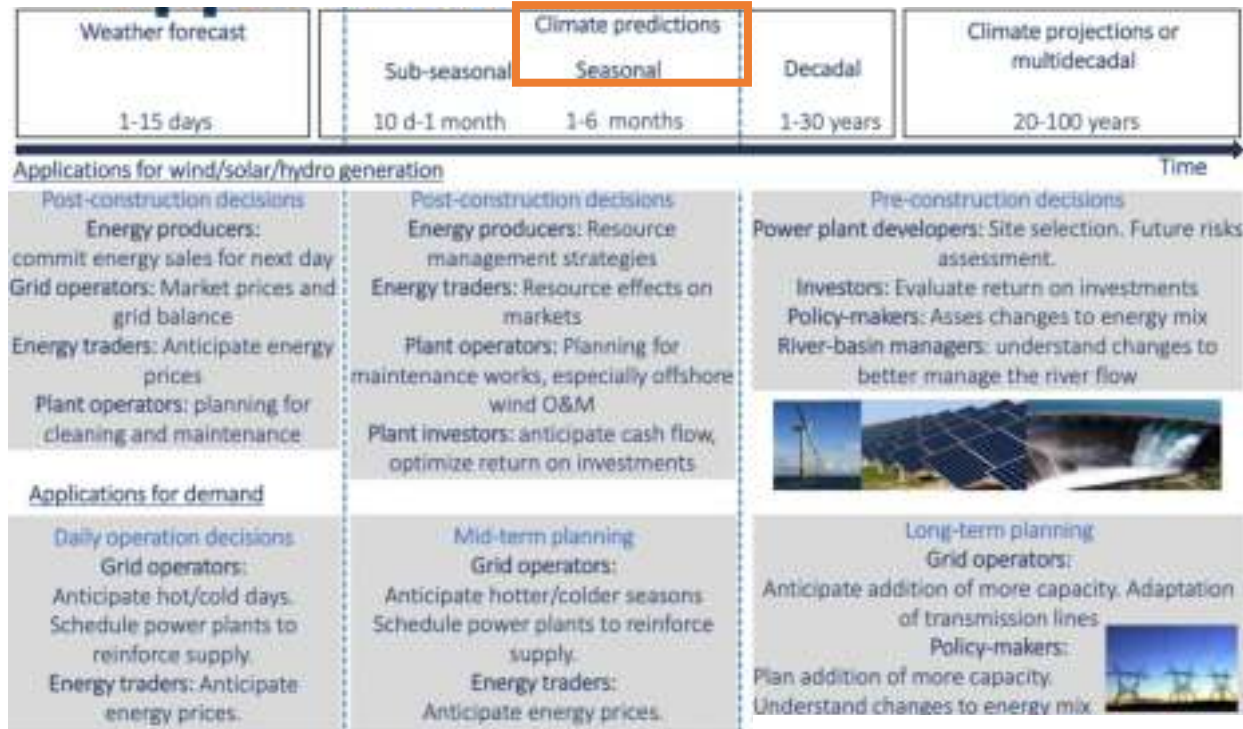 Weather forecast
1-15 days
Climate predictions
Sub-seasonal Seasonal Decadal
10 d-1 month 1-6 months 1-30 years
Climate projections or
multidecadal
20-100 years
Time
Applications for wind/solar/hydro generation
Post-construction decisions
Energy producers:
commit energy sales for next day
Grid operators: Market prices and
grid balance
Energy traders: Anticipate energy
prices
Plant operators: planning for
cleaning and maintenance
Post-construction decisions
Energy producers: Resource
management strategies
Energy traders: Resource effects on
markets
Plant operators: Planning for
maintenance works, especially offshore
wind O&M
Plant investors: anticipate cash flow,
optimize return on investments
Pre-construction decisions
Power plant developers: Site selection. Future risks
assessment.
Investors: Evaluate return on investments
Policy-makers: Asses changes to energy mix
River-basin managers: understand changes to
better manage the river flow
Applications for demand
Daily operation decisions
Grid operators:
Anticipate hot/cold days.
Schedule power plants to
reinforce supply.
Energy traders: Anticipate
energy prices.
Mid-term planning
Grid operators:
Anticipate hotter/colder seasons
Schedule power plants to reinforce
supply.
Energy traders:
Anticipate energy prices.
Long-term planning
Grid operators:
Anticipate addition of more capacity. Adaptation
of transmission lines
Policy-makers:
Plan addition of more capacity.
Understand changes to energy mix